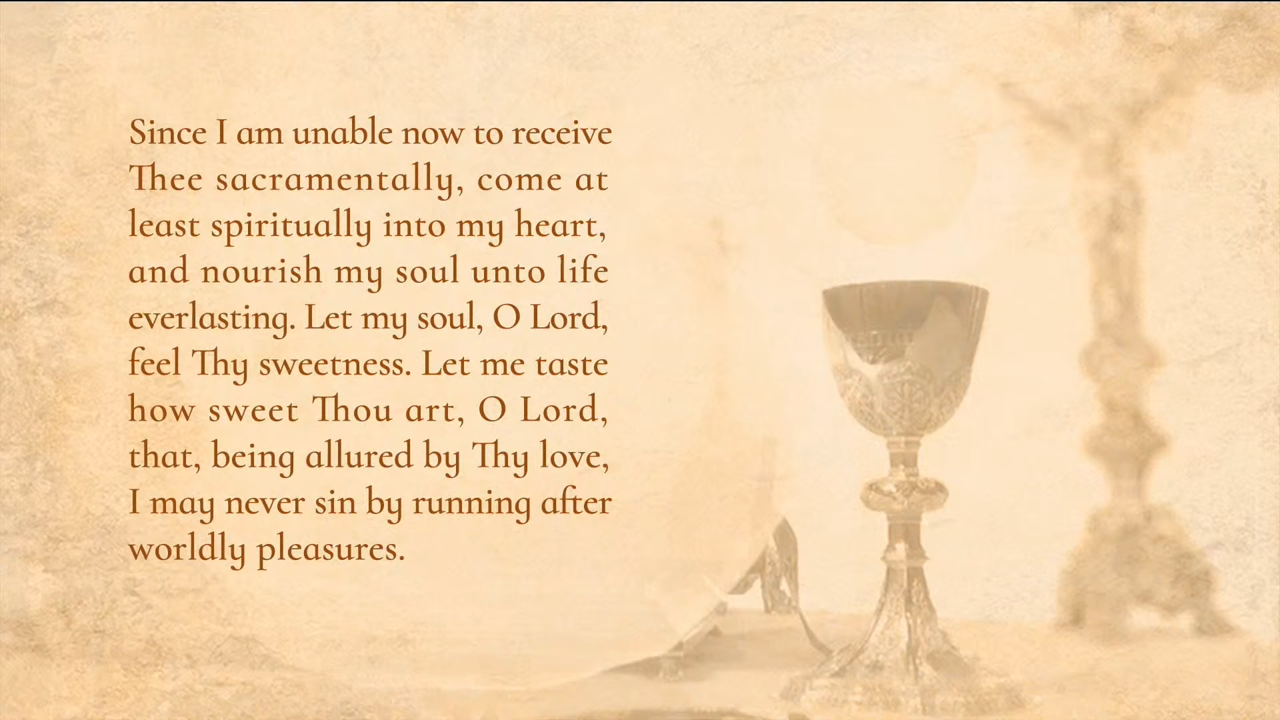 Since I am unable now to receive
Thee sacramentally, come at
least spiritually into my heart,
and nourish my soul unto life
everlasting. Let my soul, O Lord,
feel Thy sweetness. Let me taste
how sweet Thou art, O Lord,
that, being allured by Thy love,
I may never sin by running after
worldly pleasures.